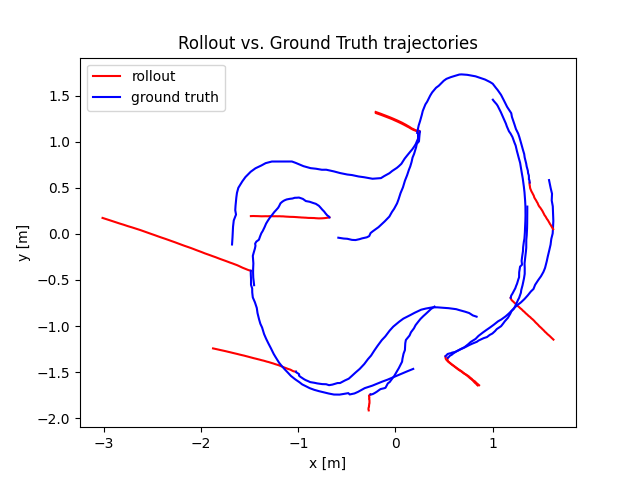 Rollout vs. Ground Truth trajectories
rollout
ground truth
1.5
1.0
0.5
0.0
−0.5
−1.0
−1.5
−2.0
y [m]
−3
−2
−1
0
1
x [m]